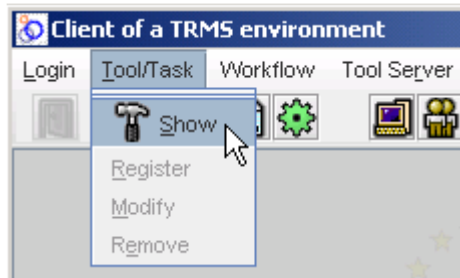 Client of a TRMS environment
Login Tool/Task Workflow Tool Server
Show
Register
Modify
Remove